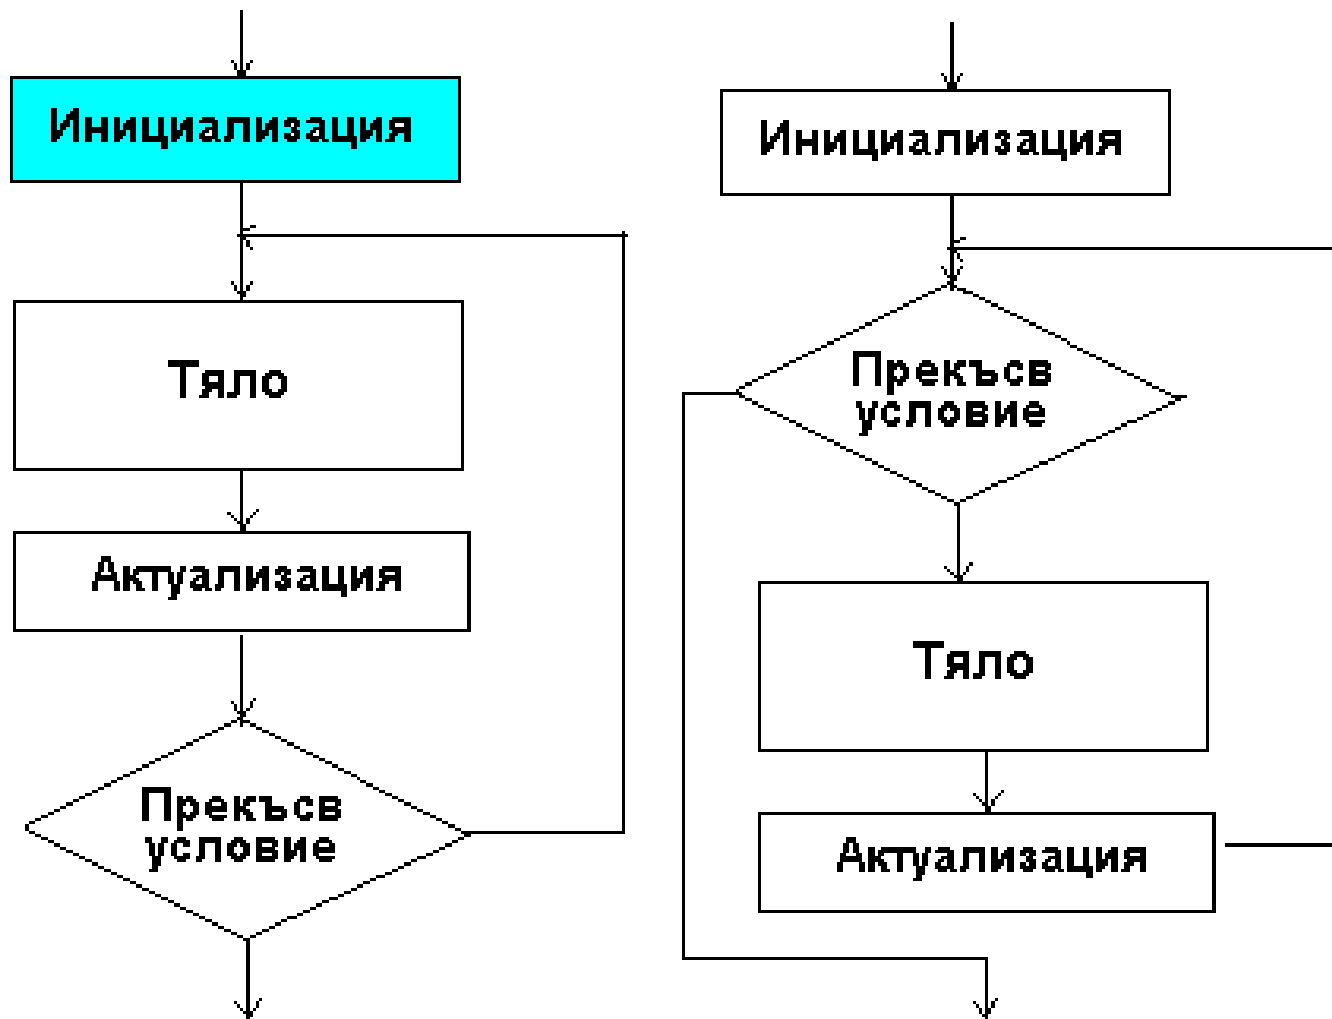 Инициализация
Тяло
Актуализация
Прекъсв
условие
Инициализация
Прекъсв
условие
Тяло
Актуализация